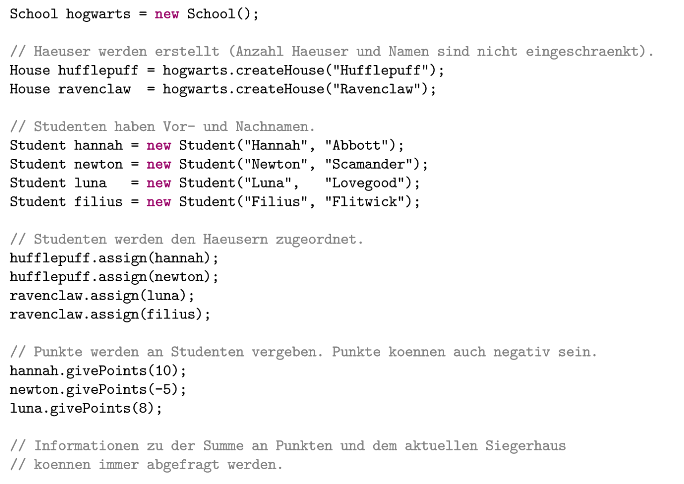 School hogwarts = new School();
// Haeuser werden erstellt (Anzahl Haeuser und Namen sind nicht eingeschraenkt).
House hufflepuff = hogwarts.createHouse("Hufflepuff");
House ravenclaw  = hogwarts.createHouse("Ravenclaw");
// Studenten haben Vor- und Nachnamen.
Student hannah = new Student("Hannah", "Abbott");
Student newton = new Student("Newton", "Scamander");
Student luna   = new Student("Luna",   "Lovegood");
Student filius = new Student("Filius", "Flitwick");
// Studenten werden den Haeusern zugeordnet.
hufflepuff.assign(hannah);
hufflepuff.assign(newton);
ravenclaw.assign(luna);
ravenclaw.assign(filius);
// Punkte werden an Studenten vergeben. Punkte koennen auch negativ sein.
hannah.givePoints(10);
newton.givePoints(-5);
luna.givePoints(8);
// Informationen zu der Summe an Punkten und dem aktuellen Siegerhaus
// koennen immer abgefragt werden.